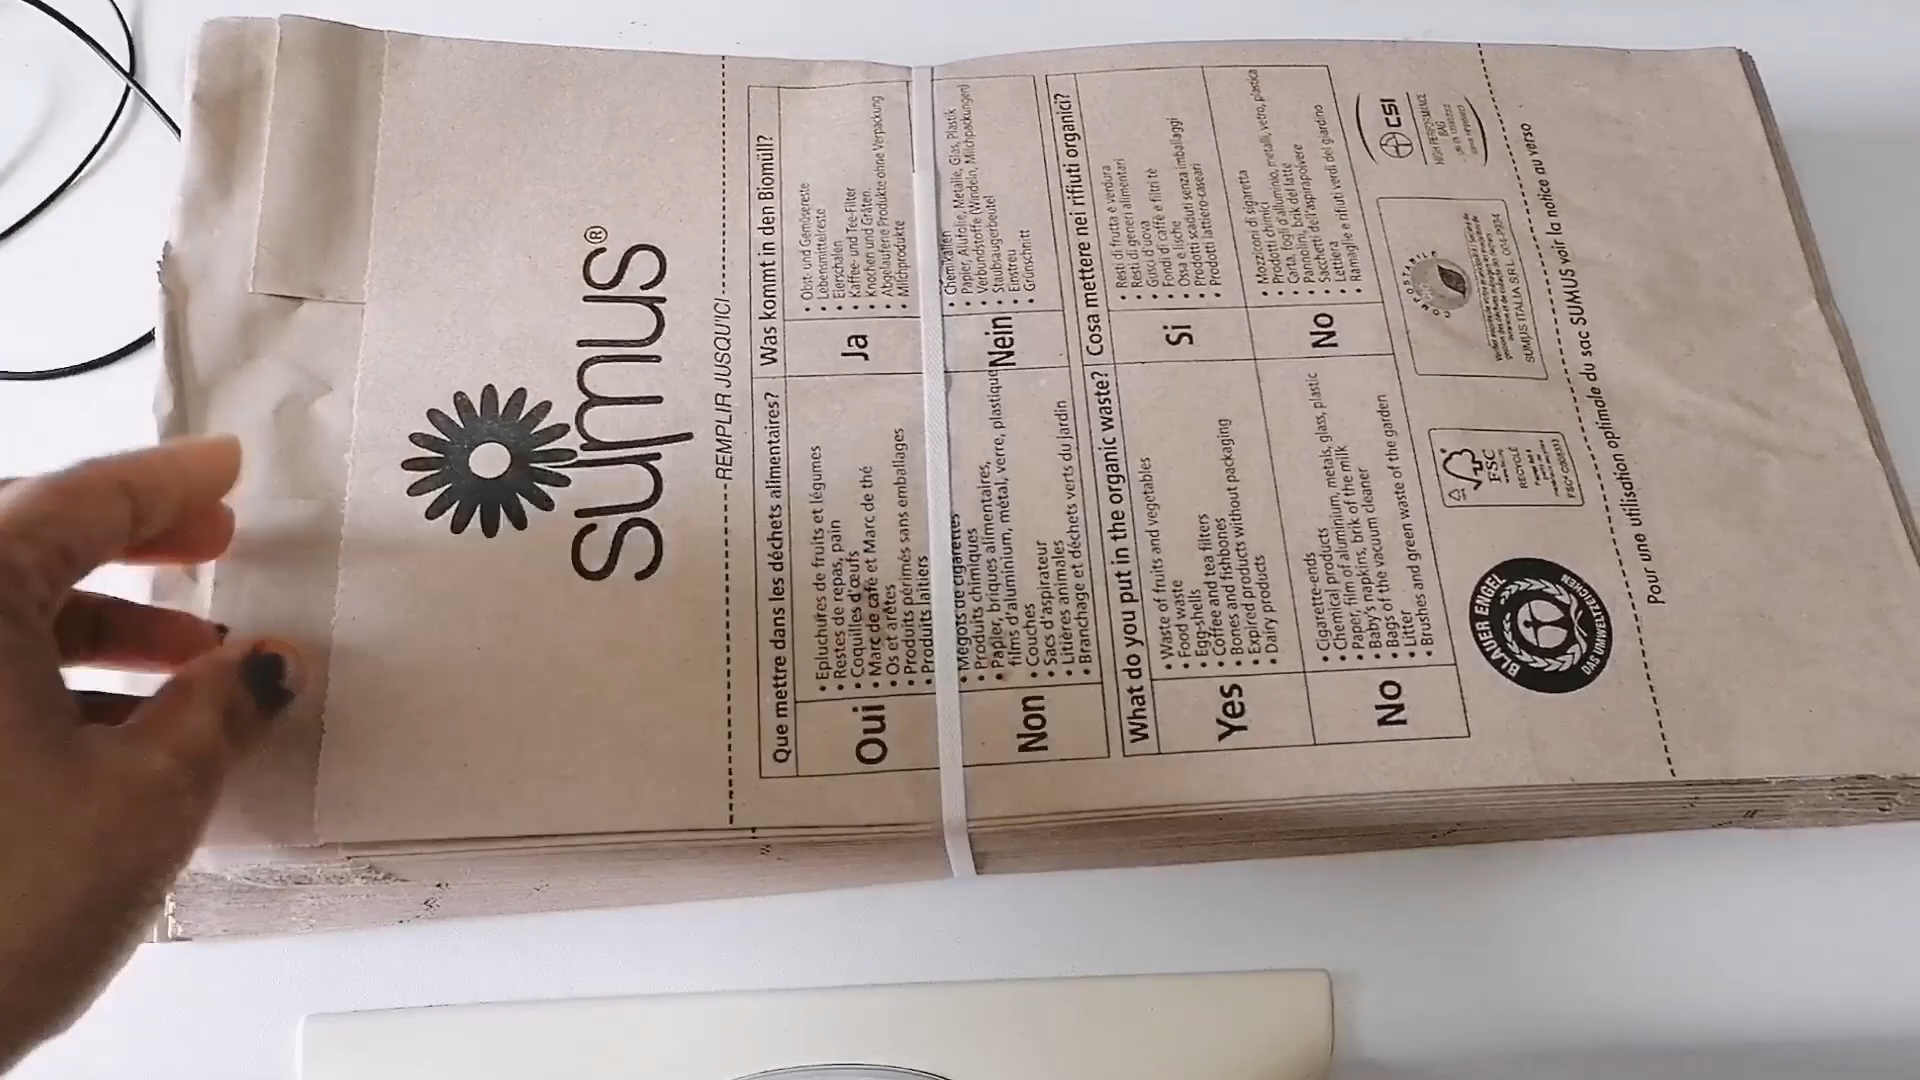 sumus®
REMPLIR JUSQU'ICI
Que mettre dans les déchets alimentaires?
Oui
• Epluchures de fruits et légumes
• Restes de repas, pain
• Coquilles d'œufs
• Marc de café et Marc de thé
• Os et arêtes
• Produits périmés sans emballages
• Produits laitiers
Non
• Mégots de cigarettes
• Produits chimiques
• Papier, briques alimentaires,
films d'aluminium, métal, verre, plastique
• Couches
• Sacs d'aspirateur
• Litières animales
• Branchage et déchets verts du jardin
Was kommt in den Biomüll?
Ja
• Obst- und Gemüsereste
• Lebensmittelreste
• Eierschalen
• Kaffee- und Tee-Filter
• Knochen und Gräten
• Abgelaufene Produkte ohne Verpackung
• Milchprodukte
Nein
• Chemikalien
• Papier, Alufolie, Metalle, Glas, Plastik
• Verbundstoffe (Windeln, Milchpackungen)
• Staubsaugerbeutel
• Einstreu
• Grünschnitt
What do you put in the organic waste?
Yes
• Waste of fruits and vegetables
• Food waste
• Egg-shells
• Coffee and tea filters
• Bones and fishbones
• Expired products without packaging
• Dairy products
No
• Cigarette-ends
• Chemical products
• Paper, film of aluminium, metals, glass, plastic
• Baby's napkins, brik of the milk
• Bags of the vacuum cleaner
• Litter
• Brushes and green waste of the garden
Cosa mettere nei rifiuti organici?
Si
• Resti di frutta e verdura
• Resti di generi alimentari
• Gusci d'uova
• Fondi di caffè e filtri tè
• Ossa e lische
• Prodotti scaduti senza imballaggi
• Prodotti lattiero-caseari
No
• Mozziconi di sigaretta
• Prodotti chimici
• Carta, fogli d'alluminio, metalli, vetro, plastica
• Pannolini, brik del latte
• Sachetti dell'aspirapolvere
• Lettiera
• Ramaglie e rifiuti verdi del giardino
BLAUER ENGEL
DAS UMWELTZEICHEN
FSC
RECYCLÉ
SUMUS ITALIA S.R.L.
CSI
HIGH PERFORMANCE
BAG
Pour une utilisation optimale du sac SUMUS voir la notice au verso